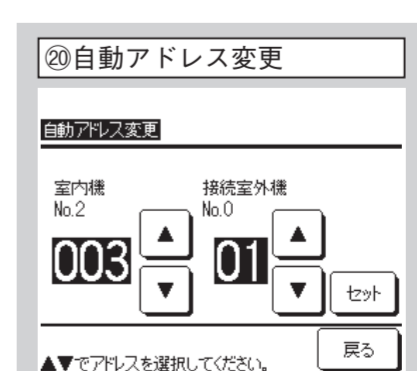 ⑳自動アドレス変更
自動アドレス変更
室内機 接続室外機
No.2 No.0
▲ ▲
003 01
▼ ▼ セット
戻る
▲▼でアドレスを選択してください。